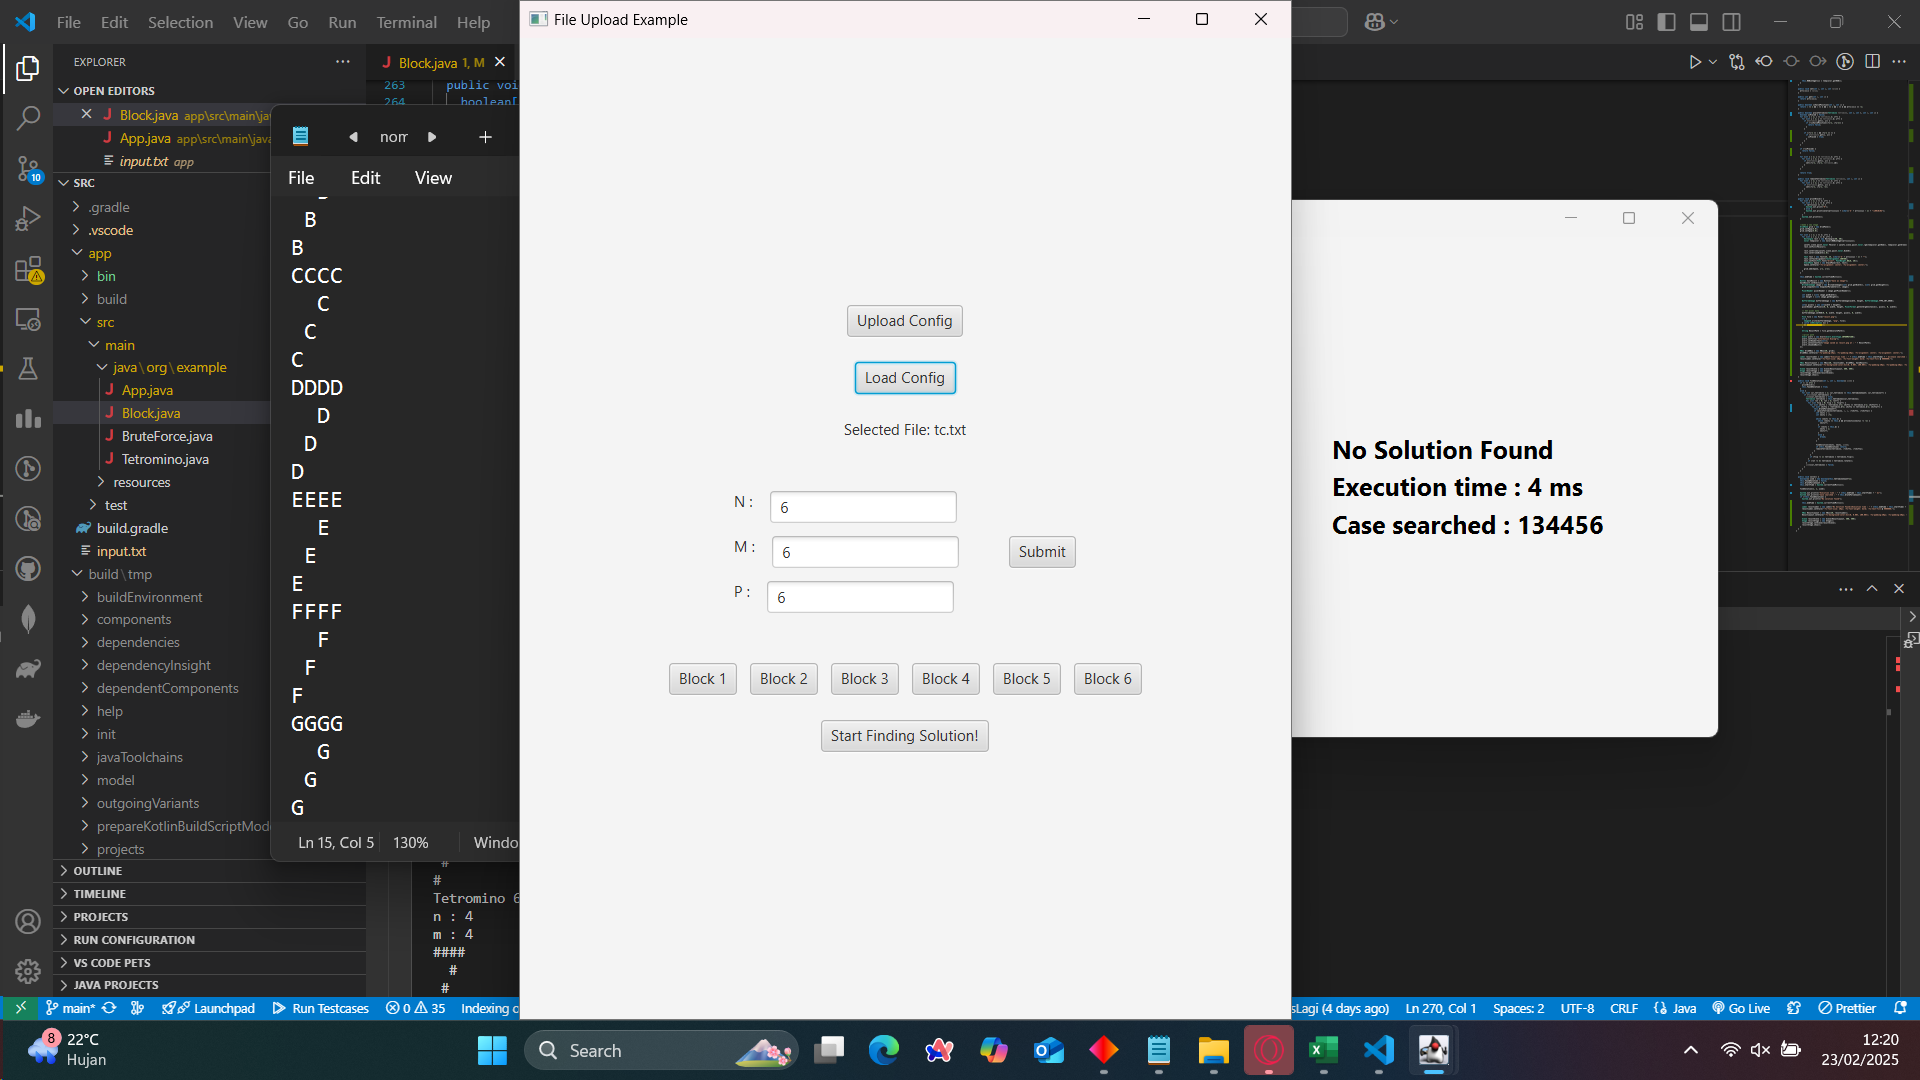 File Edit Selection View Go Run Terminal Help
EXPLORER
OPEN EDITORS
Block.java app\src\main\jav
App.java app\src\main\java
input.txt app
SRC
.gradle
.vscode
app
bin
build
src
main
java\org\example
App.java
Block.java
BruteForce.java
Tetromino.java
resources
test
build.gradle
input.txt
build\tmp
buildEnvironment
components
dependencies
dependencyInsight
dependentComponents
help
init
javaToolchains
model
outgoingVariants
prepareKotlinBuildScriptMod
projects
OUTLINE
TIMELINE
PROJECTS
RUN CONFIGURATION
VS CODE PETS
JAVA PROJECTS
10
Block.java 1, M
263 public voi
264 boolean[
norr
File Edit View
B
B
CCCC
C
C
C
DDDD
D
D
D
EEEE
E
E
E
FFFF
F
F
F
GGGG
G
G
G
Ln 15, Col 5 130% Windo
#
#
Tetromino 6
n : 4
m : 4
####
#
#
File Upload Example
Upload Config
Load Config
Selected File: tc.txt
N : 6
M : 6
Submit
P : 6
Block 1 Block 2 Block 3 Block 4 Block 5 Block 6
Start Finding Solution!
No Solution Found
Execution time : 4 ms
Case searched : 134456
main* Launchpad Run Testcases 0 35 Indexing sLagi (4 days ago) Ln 270, Col 1 Spaces: 2 UTF-8 CRLF {} Java Go Live Prettier
8
22°C
Hujan
Search
12:20
23/02/2025